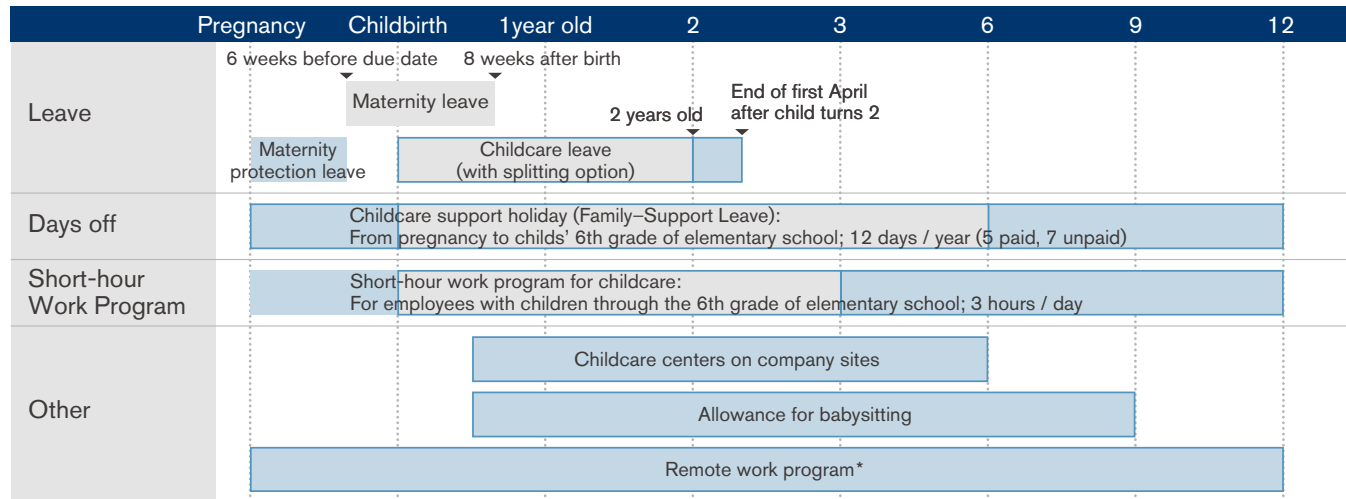 Pregnancy Childbirth 1year old 2 3 6 9 12
Leave
6 weeks before due date
8 weeks after birth
Maternity leave
2 years old
End of first April
after child turns 2
Maternity
protection leave
Childcare leave
(with splitting option)
Days off
Childcare support holiday (Family–Support Leave):
From pregnancy to childs’ 6th grade of elementary school; 12 days / year (5 paid, 7 unpaid)
Short-hour
Work Program
Short-hour work program for childcare:
For employees with children through the 6th grade of elementary school; 3 hours / day
Other
Childcare centers on company sites
Allowance for babysitting
Remote work program*